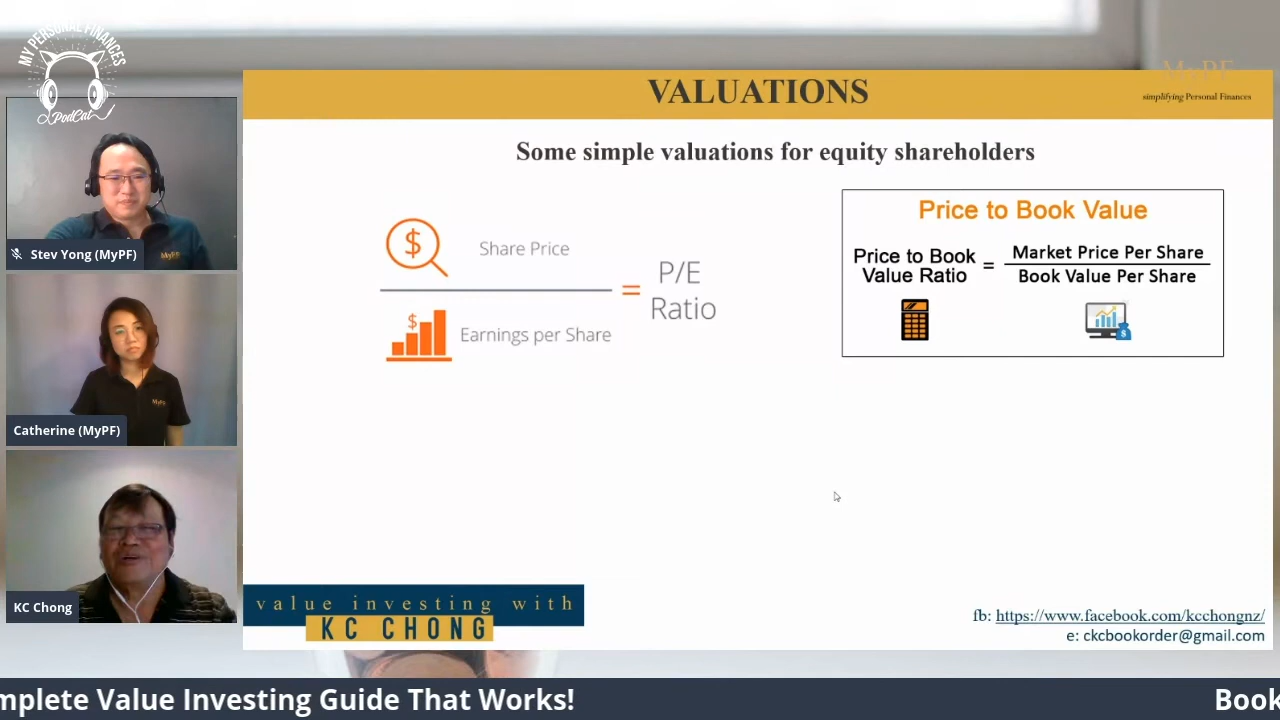 MY PERSONAL FINANCES
PodCat
Stev Yong (MyPF)
MyPF
Catherine (MyPF)
MyPF
KC Chong
VALUATIONS
MyPF
simplifying Personal Finances
Some simple valuations for equity shareholders
$
Share Price
$
Earnings per Share
=
P/E
Ratio
Price to Book Value
Price to Book
Value Ratio
=
Market Price Per Share
Book Value Per Share
$
value investing with
KC CHONG
fb: https://www.facebook.com/kcchongnz/
e: ckcbookorder@gmail.com
mplete Value Investing Guide That Works!
Book